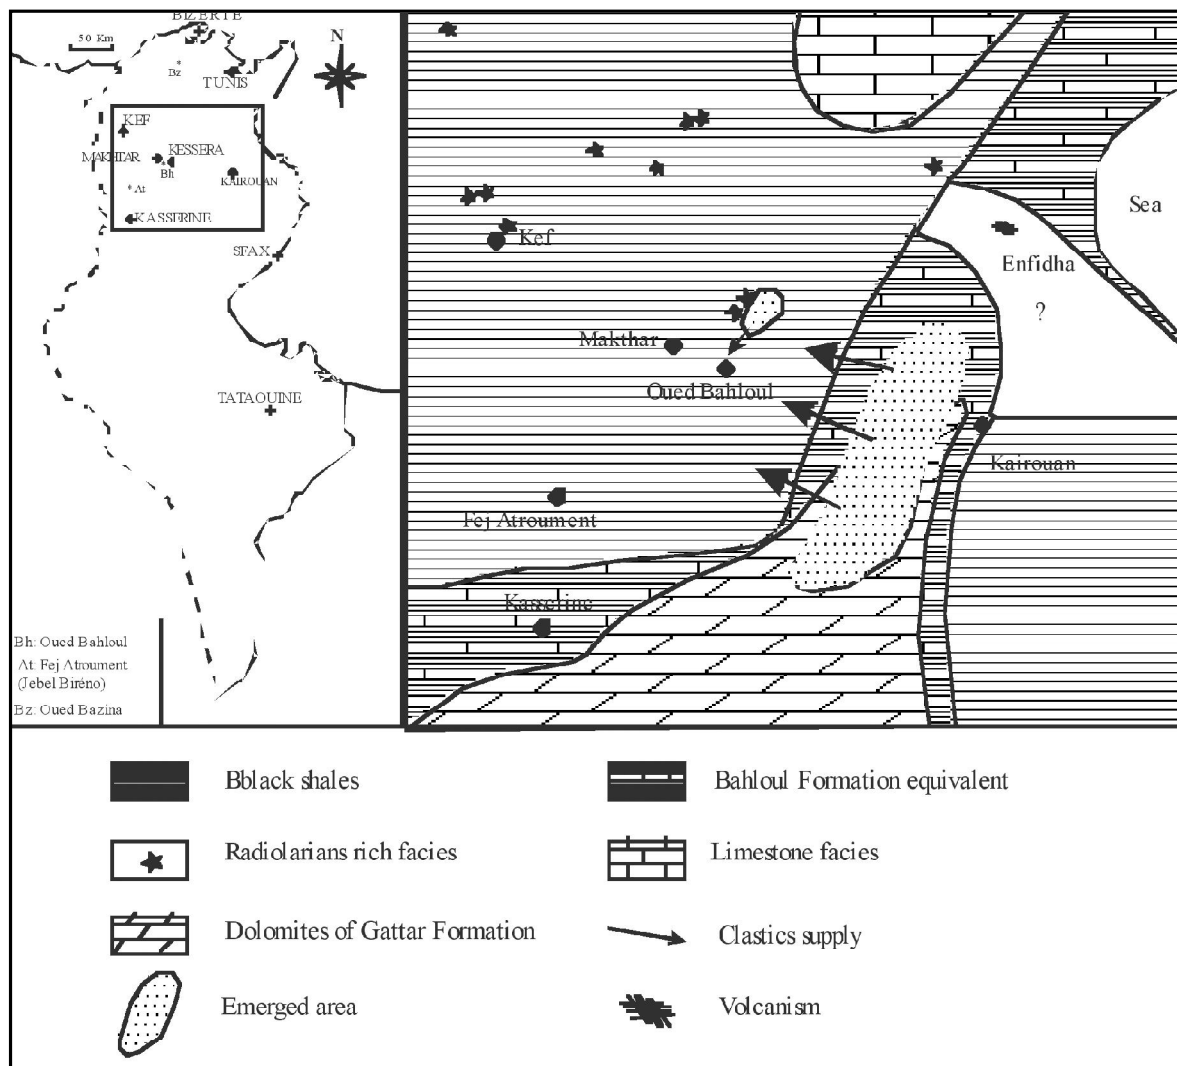 BIZERTE
50 Km
N
Bz
TUNIS
KEF
MAKHTAR
KESSERA
Bh
KAIROUAN
At
KASSERINE
SFAX
TATAOUINE
Bh: Oued Bahloul
At: Fej Atroument
(Jebel Biréno)
Bz: Oued Bazina
Kef
Sea
Enfidha
?
Makthar
Oued Bahloul
Kairouan
Fej Atroument
Kasserine
Bblack shales
Bahloul Formation equivalent
Radiolarians rich facies
Limestone facies
Dolomites of Gattar Formation
Clastics supply
Emerged area
Volcanism